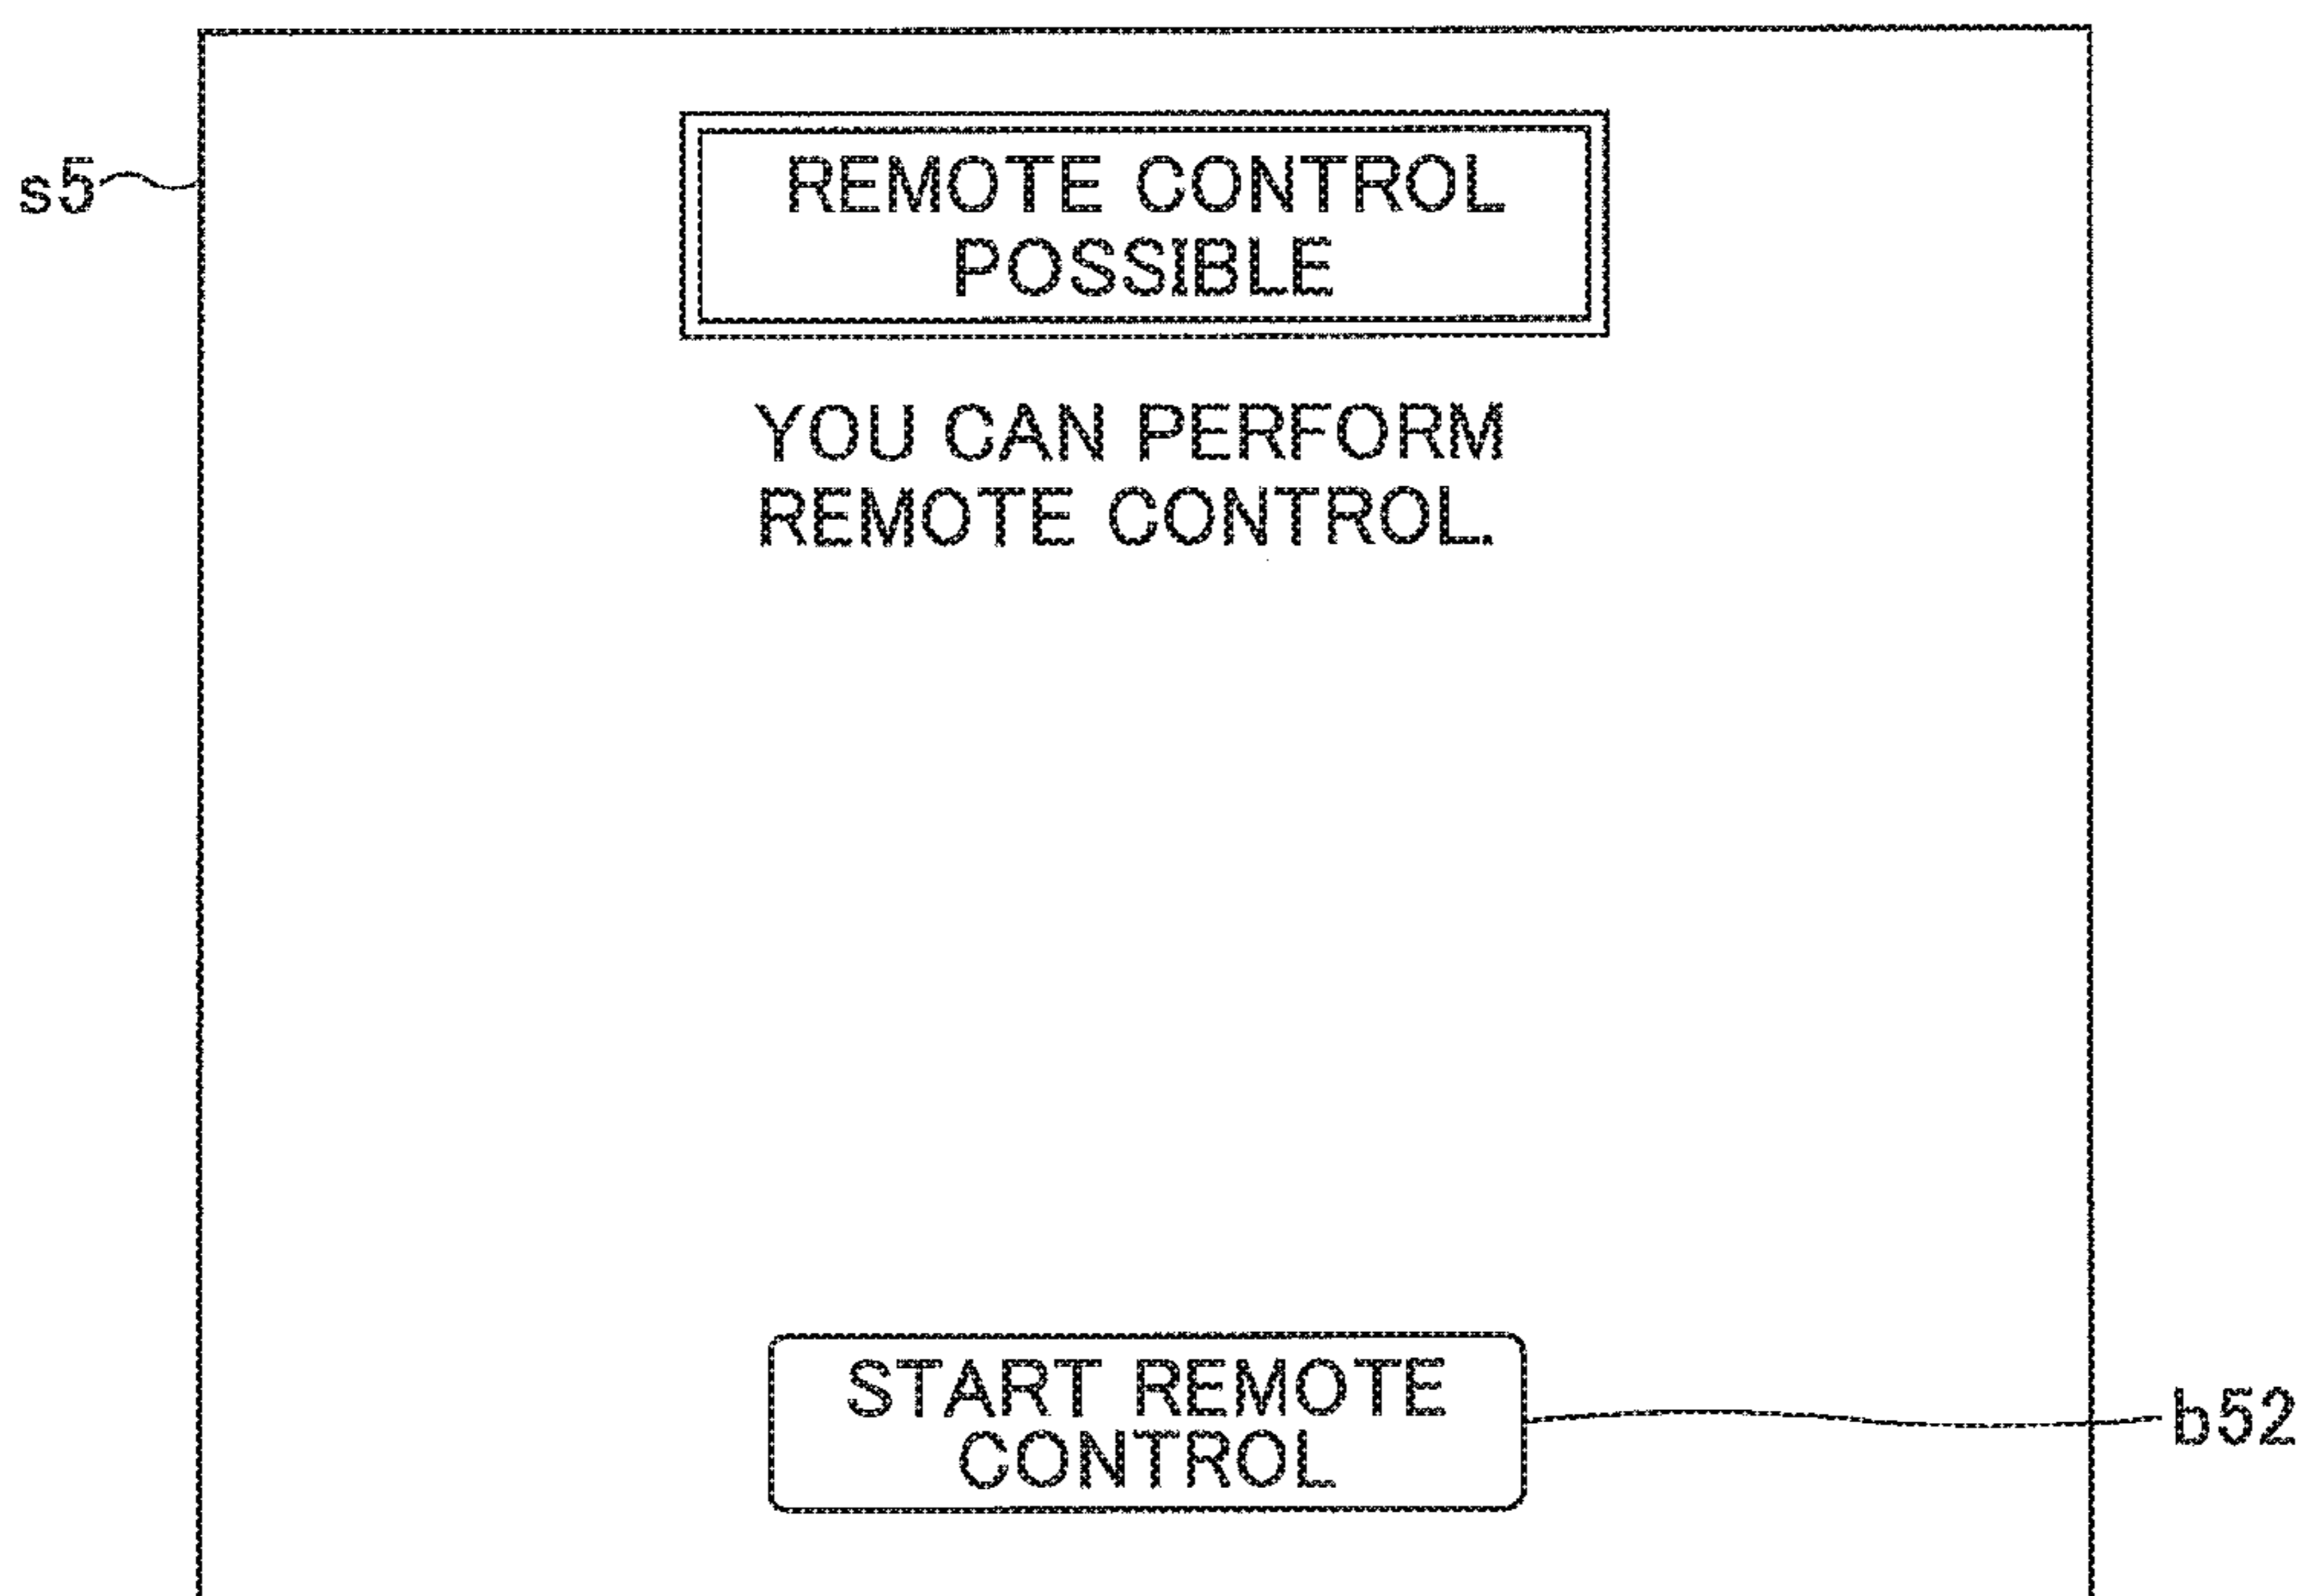 s5
REMOTE CONTROL
POSSIBLE
YOU CAN PERFORM
REMOTE CONTROL.
START REMOTE
CONTROL
b52